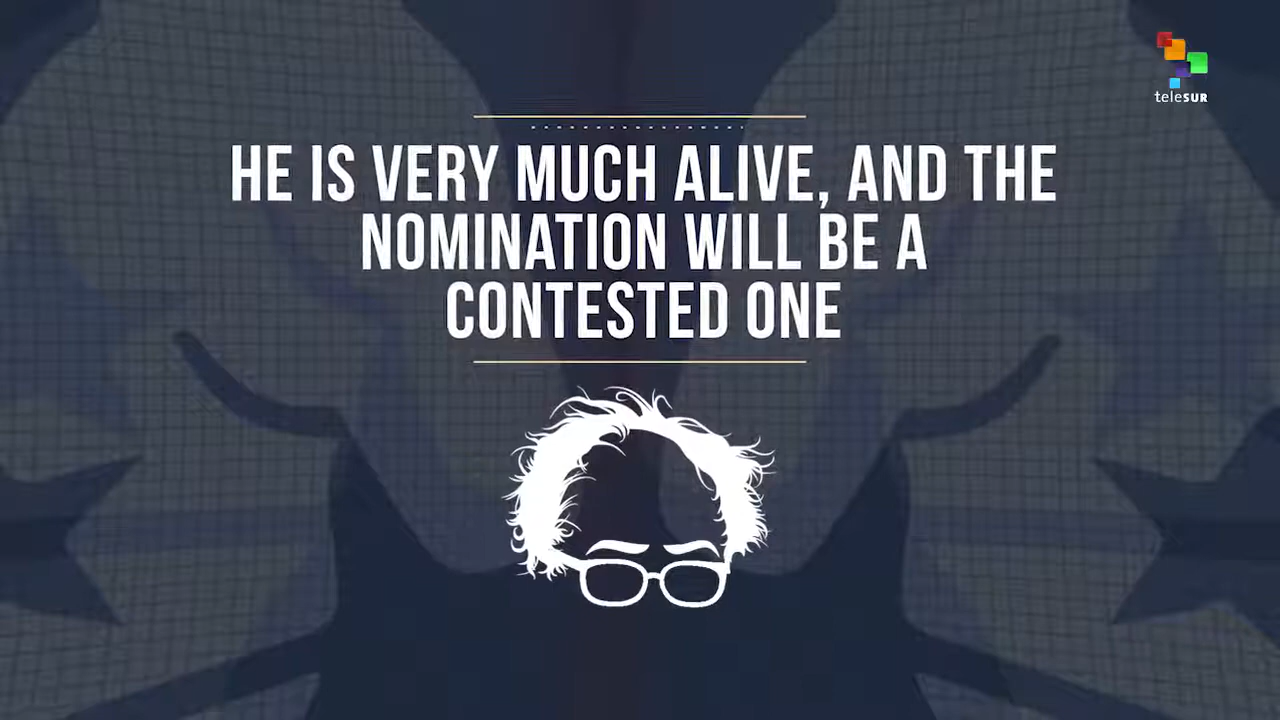 teleSUR
HE IS VERY MUCH ALIVE, AND THE
NOMINATION WILL BE A
CONTESTED ONE